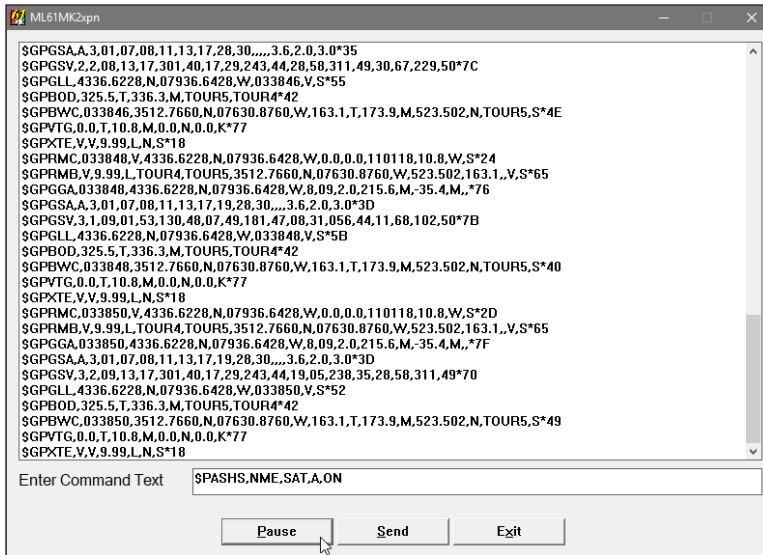 ML61MK2xpn
$GPGSA,A,3,01,07,08,11,13,17,28,30,,,,,3.6,2.0,3.0*35
$GPGSV,2,2,08,13,17,301,40,17,29,243,44,28,58,311,49,30,67,229,50*7C
$GPGLL,4336.6228,N,07936.6428,W,033846,V,S*55
$GPBOD,325.5,T,336.3,M,TOUR5,TOUR4*42
$GPBWC,033846,3512.7660,N,07630.8760,W,163.1,T,173.9,M,523.502,N,TOUR5,S*4E
$GPVTG,0.0,T,10.8,M,0.0,N,0.0,K*77
$GPXTE,V,V,9.99,L,N,S*18
$GPRMC,033848,V,4336.6228,N,07936.6428,W,0.0,0.0,110118,10.8,W,S*24
$GPRMB,V,9.99,L,TOUR4,TOUR5,3512.7660,N,07630.8760,W,523.502,163.1,,V,S*65
$GPGGA,033848,4336.6228,N,07936.6428,W,8,09,2.0,215.6,M,-35.4,M,,*76
$GPGSA,A,3,01,07,08,11,13,17,19,28,30,,,,3.6,2.0,3.0*3D
$GPGSV,3,1,09,01,53,130,48,07,49,181,47,08,31,056,44,11,68,102,50*7B
$GPGLL,4336.6228,N,07936.6428,W,033848,V,S*5B
$GPBOD,325.5,T,336.3,M,TOUR5,TOUR4*42
$GPBWC,033848,3512.7660,N,07630.8760,W,163.1,T,173.9,M,523.502,N,TOUR5,S*40
$GPVTG,0.0,T,10.8,M,0.0,N,0.0,K*77
$GPXTE,V,V,9.99,L,N,S*18
$GPRMC,033850,V,4336.6228,N,07936.6428,W,0.0,0.0,110118,10.8,W,S*2D
$GPRMB,V,9.99,L,TOUR4,TOUR5,3512.7660,N,07630.8760,W,523.502,163.1,,V,S*65
$GPGGA,033850,4336.6228,N,07936.6428,W,8,09,2.0,215.6,M,-35.4,M,,*7F
$GPGSA,A,3,01,07,08,11,13,17,19,28,30,,,,3.6,2.0,3.0*3D
$GPGSV,3,2,09,13,17,301,40,17,29,243,44,19,05,238,35,28,58,311,49*70
$GPGLL,4336.6228,N,07936.6428,W,033850,V,S*52
$GPBOD,325.5,T,336.3,M,TOUR5,TOUR4*42
$GPBWC,033850,3512.7660,N,07630.8760,W,163.1,T,173.9,M,523.502,N,TOUR5,S*49
$GPVTG,0.0,T,10.8,M,0.0,N,0.0,K*77
$GPXTE,V,V,9.99,L,N,S*18
Enter Command Text $PASHS,NME,SAT,A,ON
Pause Send Exit